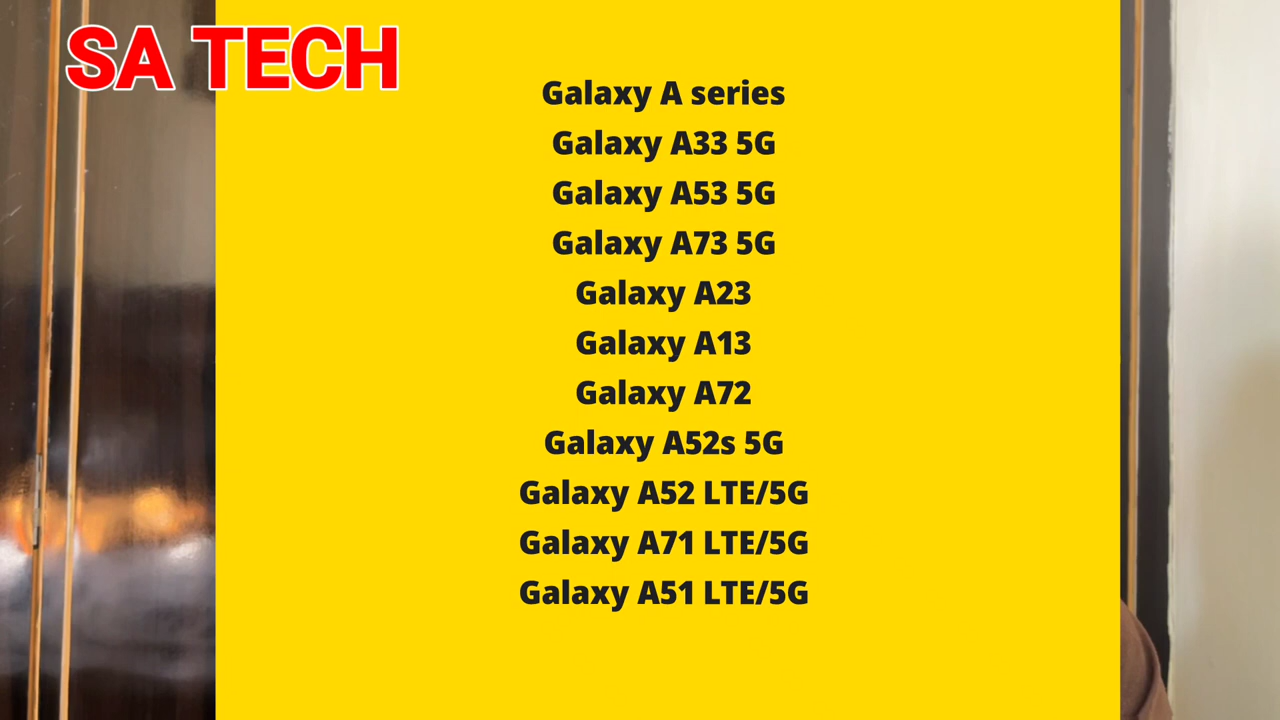 SA TECH
Galaxy A series
Galaxy A33 5G
Galaxy A53 5G
Galaxy A73 5G
Galaxy A23
Galaxy A13
Galaxy A72
Galaxy A52s 5G
Galaxy A52 LTE/5G
Galaxy A71 LTE/5G
Galaxy A51 LTE/5G